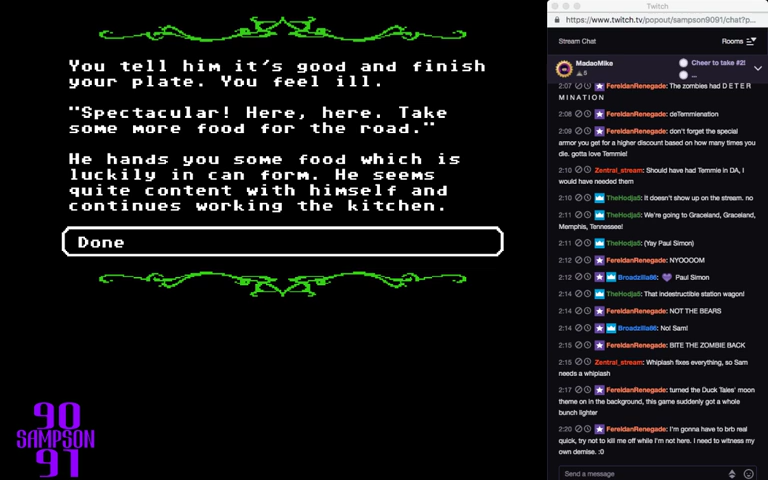 You tell him it's good and finish
your plate. You feel ill.
"Spectacular! Here, here. Take
some more food for the road."
He hands you some food which is
luckily in can form. He seems
quite content with himself and
continues working the kitchen.
Done
90
SAMPSON
91
Twitch
https://www.twitch.tv/popout/sampson9091/chat?p...
Stream Chat
Rooms
MadaoMike
Cheer to take #2!
...
2:07 FereldanRenegade: The zombies had D E T E R
M I N A T I O N
2:08 FereldanRenegade: deTemmienation
2:09 FereldanRenegade: don't forget the special
armor you get for a higher discount based on how many times you
die. gotta love Temmie!
2:10 Zentral_stream: Should have had Temmie in DA, I
would have needed them
2:10 TheHodja5: It doesn't show up on the stream. no
2:11 TheHodja5: We're going to Graceland, Graceland,
Memphis, Tennessee!
2:11 TheHodja5: (Yay Paul Simon)
2:12 FereldanRenegade: NYOOOOM
2:12 Broadzilla86: Paul Simon
2:14 TheHodja5: That indestructible station wagon!
2:14 FereldanRenegade: NOT THE BEARS
2:14 Broadzilla86: No! Sam!
2:15 FereldanRenegade: BITE THE ZOMBIE BACK
2:15 Zentral_stream: Whiplash fixes everything, so Sam
needs a whiplash
2:17 FereldanRenegade: turned the Duck Tales' moon
theme on in the background, this game suddenly got a whole
bunch lighter
2:20 FereldanRenegade: I'm gonna have to brb real
quick, try not to kill me off while I'm not here. I need to witness my
own demise. :0
Send a message